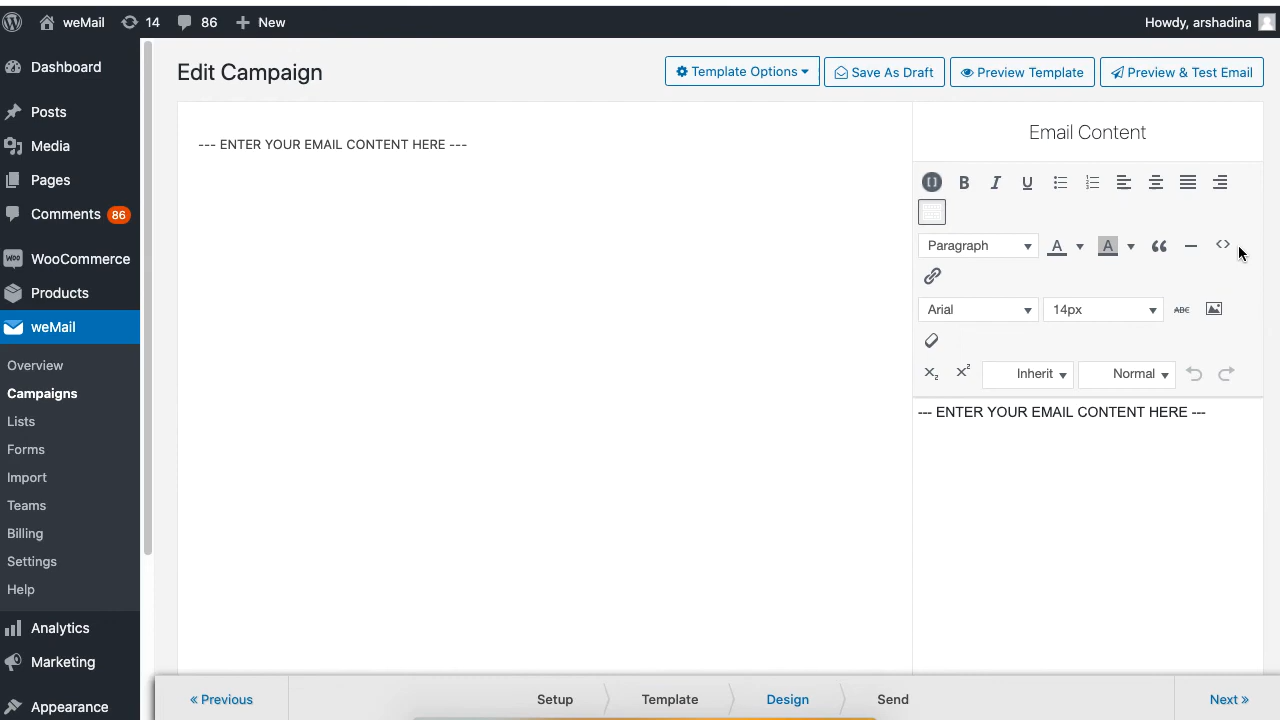 weMail
14
86
New
Howdy, arshadina
Dashboard
Posts
Media
Pages
Comments 86
WooCommerce
Products
weMail
Overview
Campaigns
Lists
Forms
Import
Teams
Billing
Settings
Help
Analytics
Marketing
Appearance
Edit Campaign
Template Options
Save As Draft
Preview Template
Preview & Test Email
--- ENTER YOUR EMAIL CONTENT HERE ---
Email Content
B I U
Paragraph A A
Arial 14px ABC
X₂ X² Inherit Normal
--- ENTER YOUR EMAIL CONTENT HERE ---
« Previous
Setup
Template
Design
Send
Next »